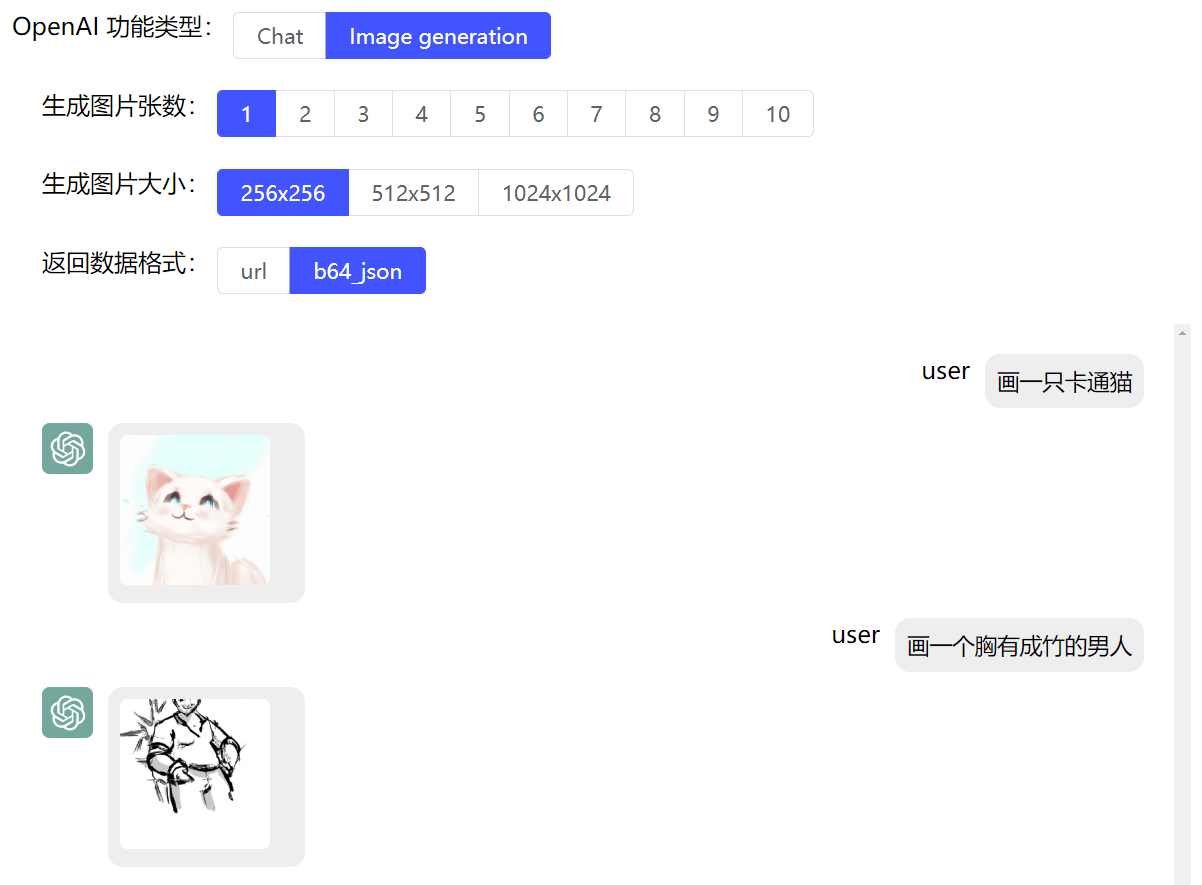 OpenAI 功能类型： Chat Image generation
生成图片张数： 1 2 3 4 5 6 7 8 9 10
生成图片大小： 256x256 512x512 1024x1024
返回数据格式： url b64_json
user 画一只卡通猫
user 画一个胸有成竹的男人